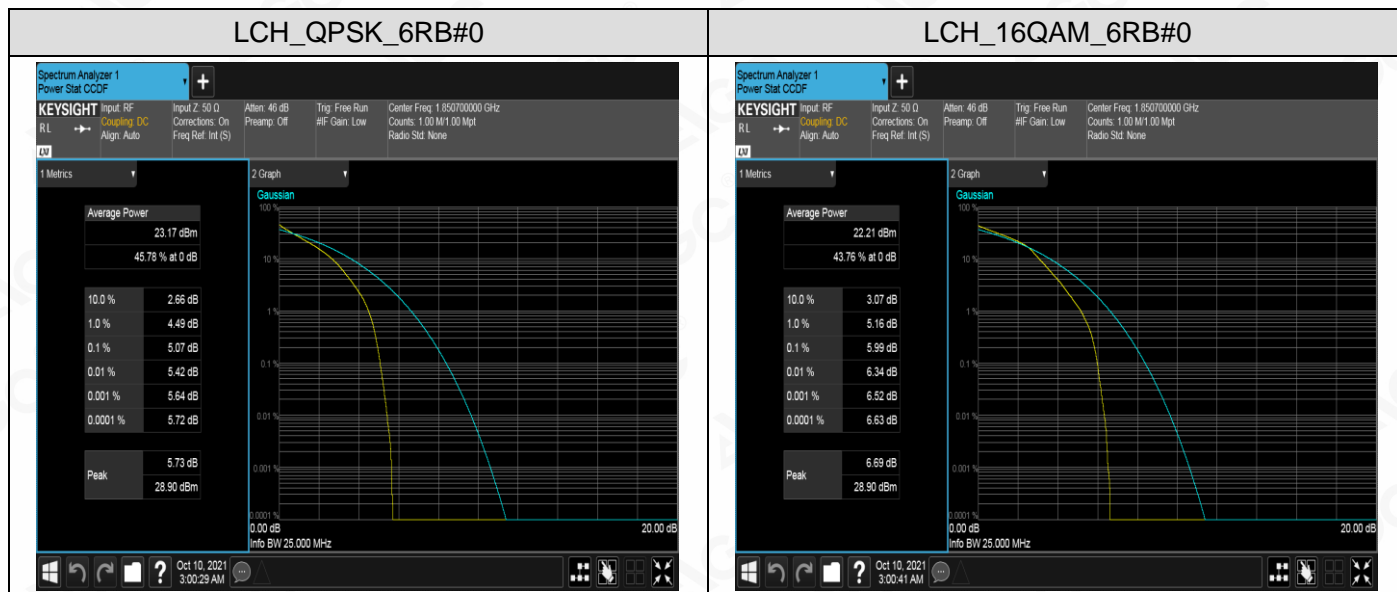 LCH_QPSK_6RB#0
Spectrum Analyzer 1
Power Stat CCDF
+
KEYSIGHT
RL
LXI
Input: RF
Coupling: DC
Align: Auto
Input Z: 50 Ω
Corrections: On
Freq Ref: Int (S)
Atten: 46 dB
Preamp: Off
Trig: Free Run
#IF Gain: Low
Center Freq: 1.850700000 GHz
Counts: 1.00 M/1.00 Mpt
Radio Std: None
1 Metrics
Average Power
23.17 dBm
45.78 % at 0 dB
10.0 % 2.66 dB
1.0 % 4.49 dB
0.1 % 5.07 dB
0.01 % 5.42 dB
0.001 % 5.64 dB
0.0001 % 5.72 dB
Peak
5.73 dB
28.90 dBm
2 Graph
Gaussian
100 %
10 %
1 %
0.1 %
0.01 %
0.001 %
0.0001 %
0.00 dB 20.00 dB
Info BW 25.000 MHz
?
Oct 10, 2021
3:00:29 AM
LCH_16QAM_6RB#0
Spectrum Analyzer 1
Power Stat CCDF
+
KEYSIGHT
RL
LXI
Input: RF
Coupling: DC
Align: Auto
Input Z: 50 Ω
Corrections: On
Freq Ref: Int (S)
Atten: 46 dB
Preamp: Off
Trig: Free Run
#IF Gain: Low
Center Freq: 1.850700000 GHz
Counts: 1.00 M/1.00 Mpt
Radio Std: None
1 Metrics
Average Power
22.21 dBm
43.76 % at 0 dB
10.0 % 3.07 dB
1.0 % 5.16 dB
0.1 % 5.99 dB
0.01 % 6.34 dB
0.001 % 6.52 dB
0.0001 % 6.63 dB
Peak
6.69 dB
28.90 dBm
2 Graph
Gaussian
100 %
10 %
1 %
0.1 %
0.01 %
0.001 %
0.0001 %
0.00 dB 20.00 dB
Info BW 25.000 MHz
?
Oct 10, 2021
3:00:41 AM